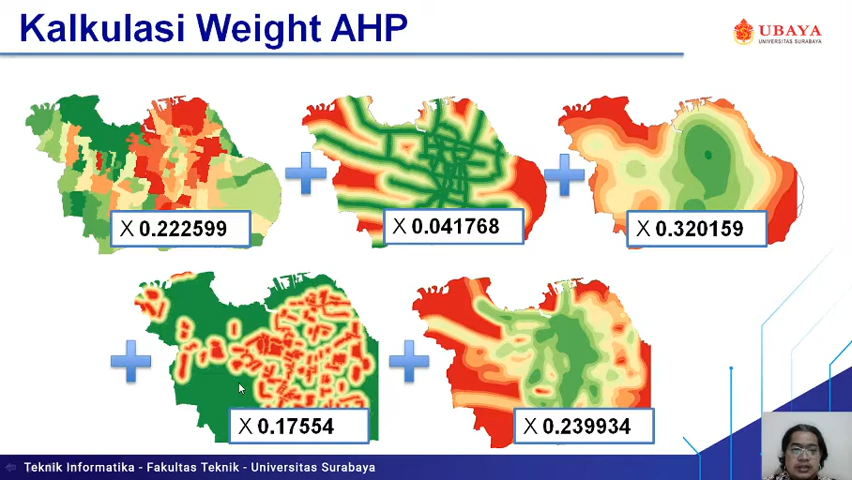 Kalkulasi Weight AHP
UBAYA
UNIVERSITAS SURABAYA
X 0.222599
X 0.041768
X 0.320159
X 0.17554
X 0.239934
Teknik Informatika - Fakultas Teknik - Universitas Surabaya